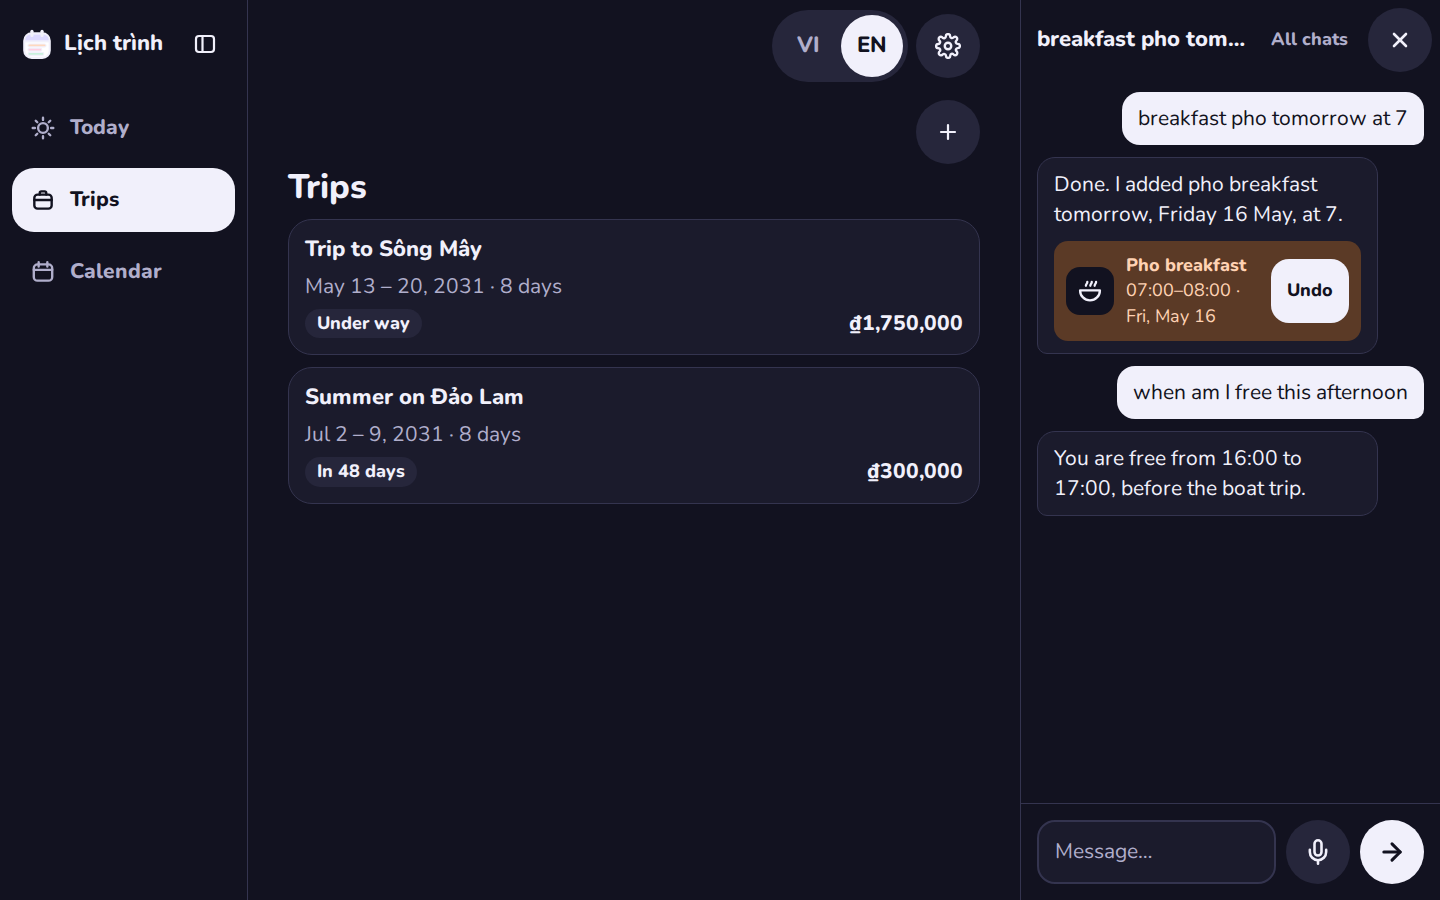 Lịch trình
Today
Trips
Calendar
VI EN
Trips
Trip to Sông Mây
May 13 – 20, 2031 · 8 days
Under way
₫1,750,000
Summer on Đảo Lam
Jul 2 – 9, 2031 · 8 days
In 48 days
₫300,000
breakfast pho tom...
All chats
breakfast pho tomorrow at 7
Done. I added pho breakfast
tomorrow, Friday 16 May, at 7.
Pho breakfast
07:00–08:00 ·
Fri, May 16
Undo
when am I free this afternoon
You are free from 16:00 to
17:00, before the boat trip.
Message...